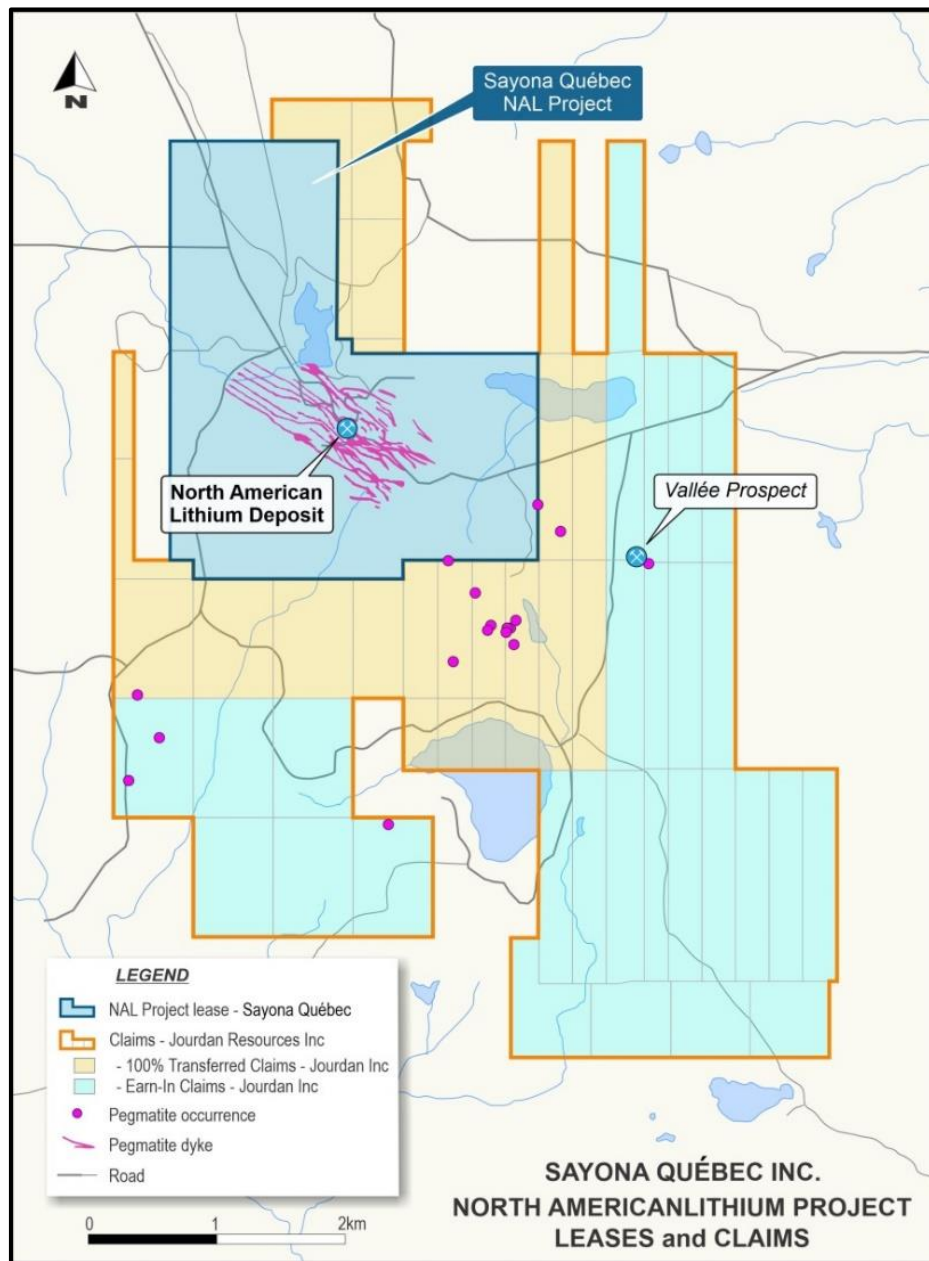 Sayona Québec
NAL Project
N
North American
Lithium Deposit
Vallée Prospect
LEGEND
NAL Project lease - Sayona Québec
Claims - Jourdan Resources Inc
- 100% Transferred Claims - Jourdan Inc
- Earn-In Claims - Jourdan Inc
Pegmatite occurrence
Pegmatite dyke
Road
0 1 2km
SAYONA QUÉBEC INC.
NORTH AMERICANLITHIUM PROJECT
LEASES and CLAIMS